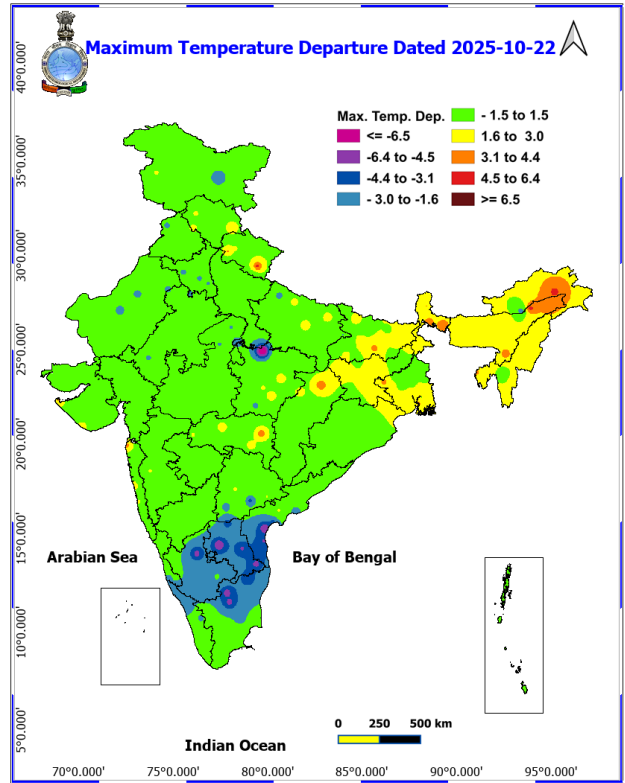 Maximum Temperature Departure Dated 2025-10-22
Max. Temp. Dep.
<= -6.5
-6.4 to -4.5
-4.4 to -3.1
- 3.0 to -1.6
- 1.5 to 1.5
1.6 to 3.0
3.1 to 4.4
4.5 to 6.4
>= 6.5
40°0.000'
35°0.000'
30°0.000'
25°0.000'
20°0.000'
15°0.000'
10°0.000'
5°0.000'
Arabian Sea
Bay of Bengal
Indian Ocean
0 250 500 km
70°0.000' 75°0.000' 80°0.000' 85°0.000' 90°0.000' 95°0.000'